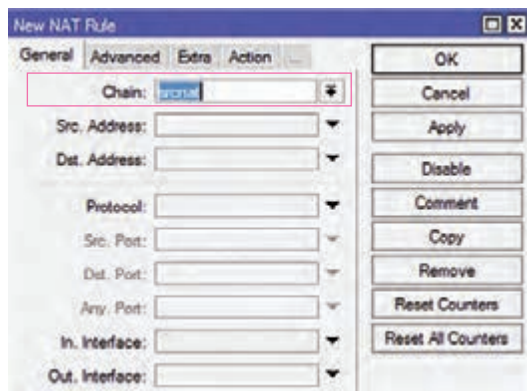 New NAT Rule
General Advanced Extra Action ...
Chain: srcnat
Src. Address:
Dst. Address:
Protocol:
Src. Port:
Dst. Port:
Any. Port:
In. Interface:
Out. Interface:
OK
Cancel
Apply
Disable
Comment
Copy
Remove
Reset Counters
Reset All Counters